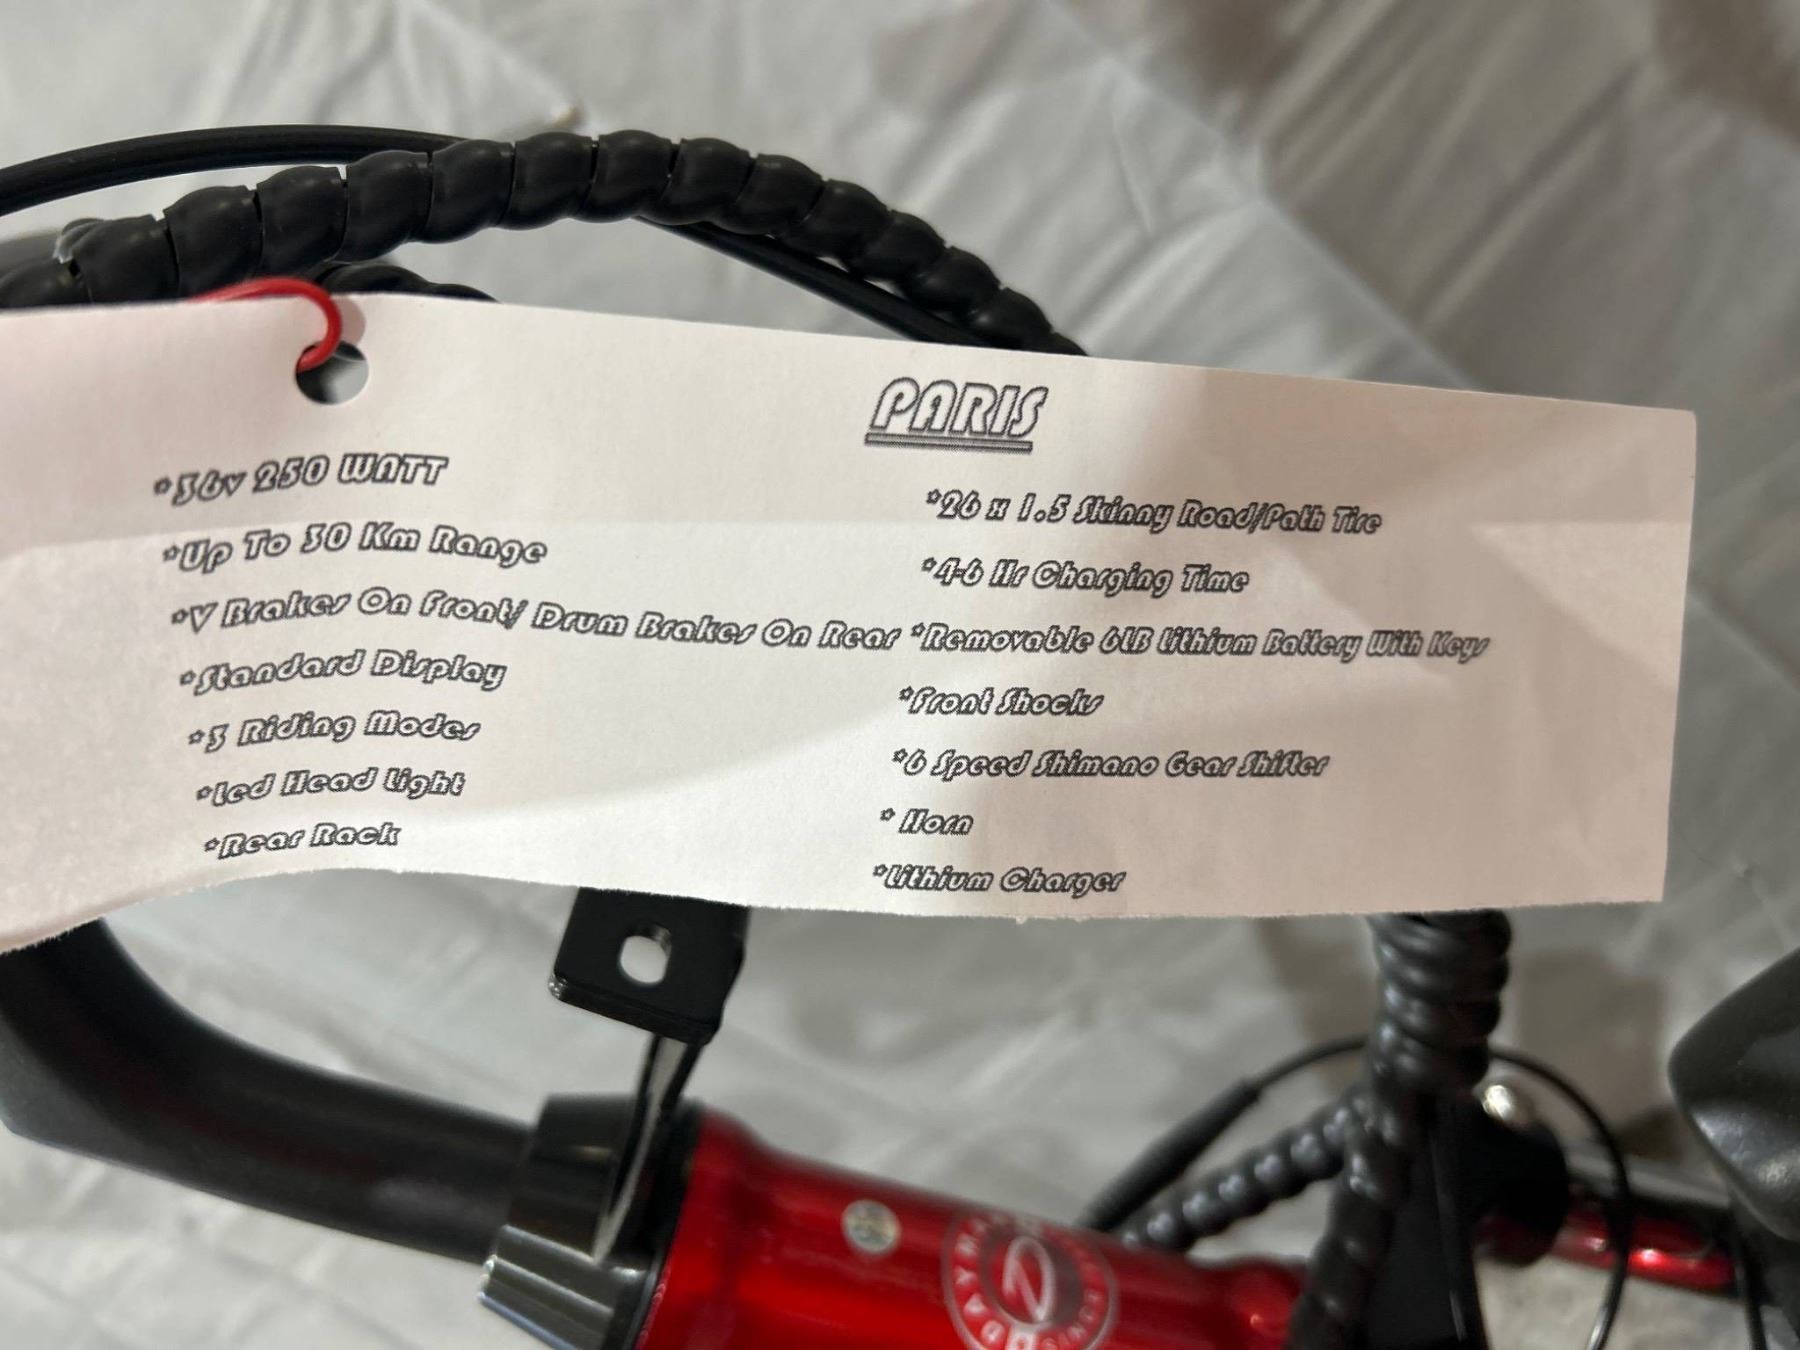 PARIS
*36v 250 WATT
*Up To 30 Km Range
*V Brakes On Front/ Drum Brakes On Rear
*Standard Display
*3 Riding Modes
*Led Head Light
*Rear Rack
*26 x 1.5 Skinny Road/Path Tire
*4-6 Hr Charging Time
*Removable 6LB Lithium Battery With Keys
*Front Shocks
*6 Speed Shimano Gear Shifter
* Horn
*Lithium Charger